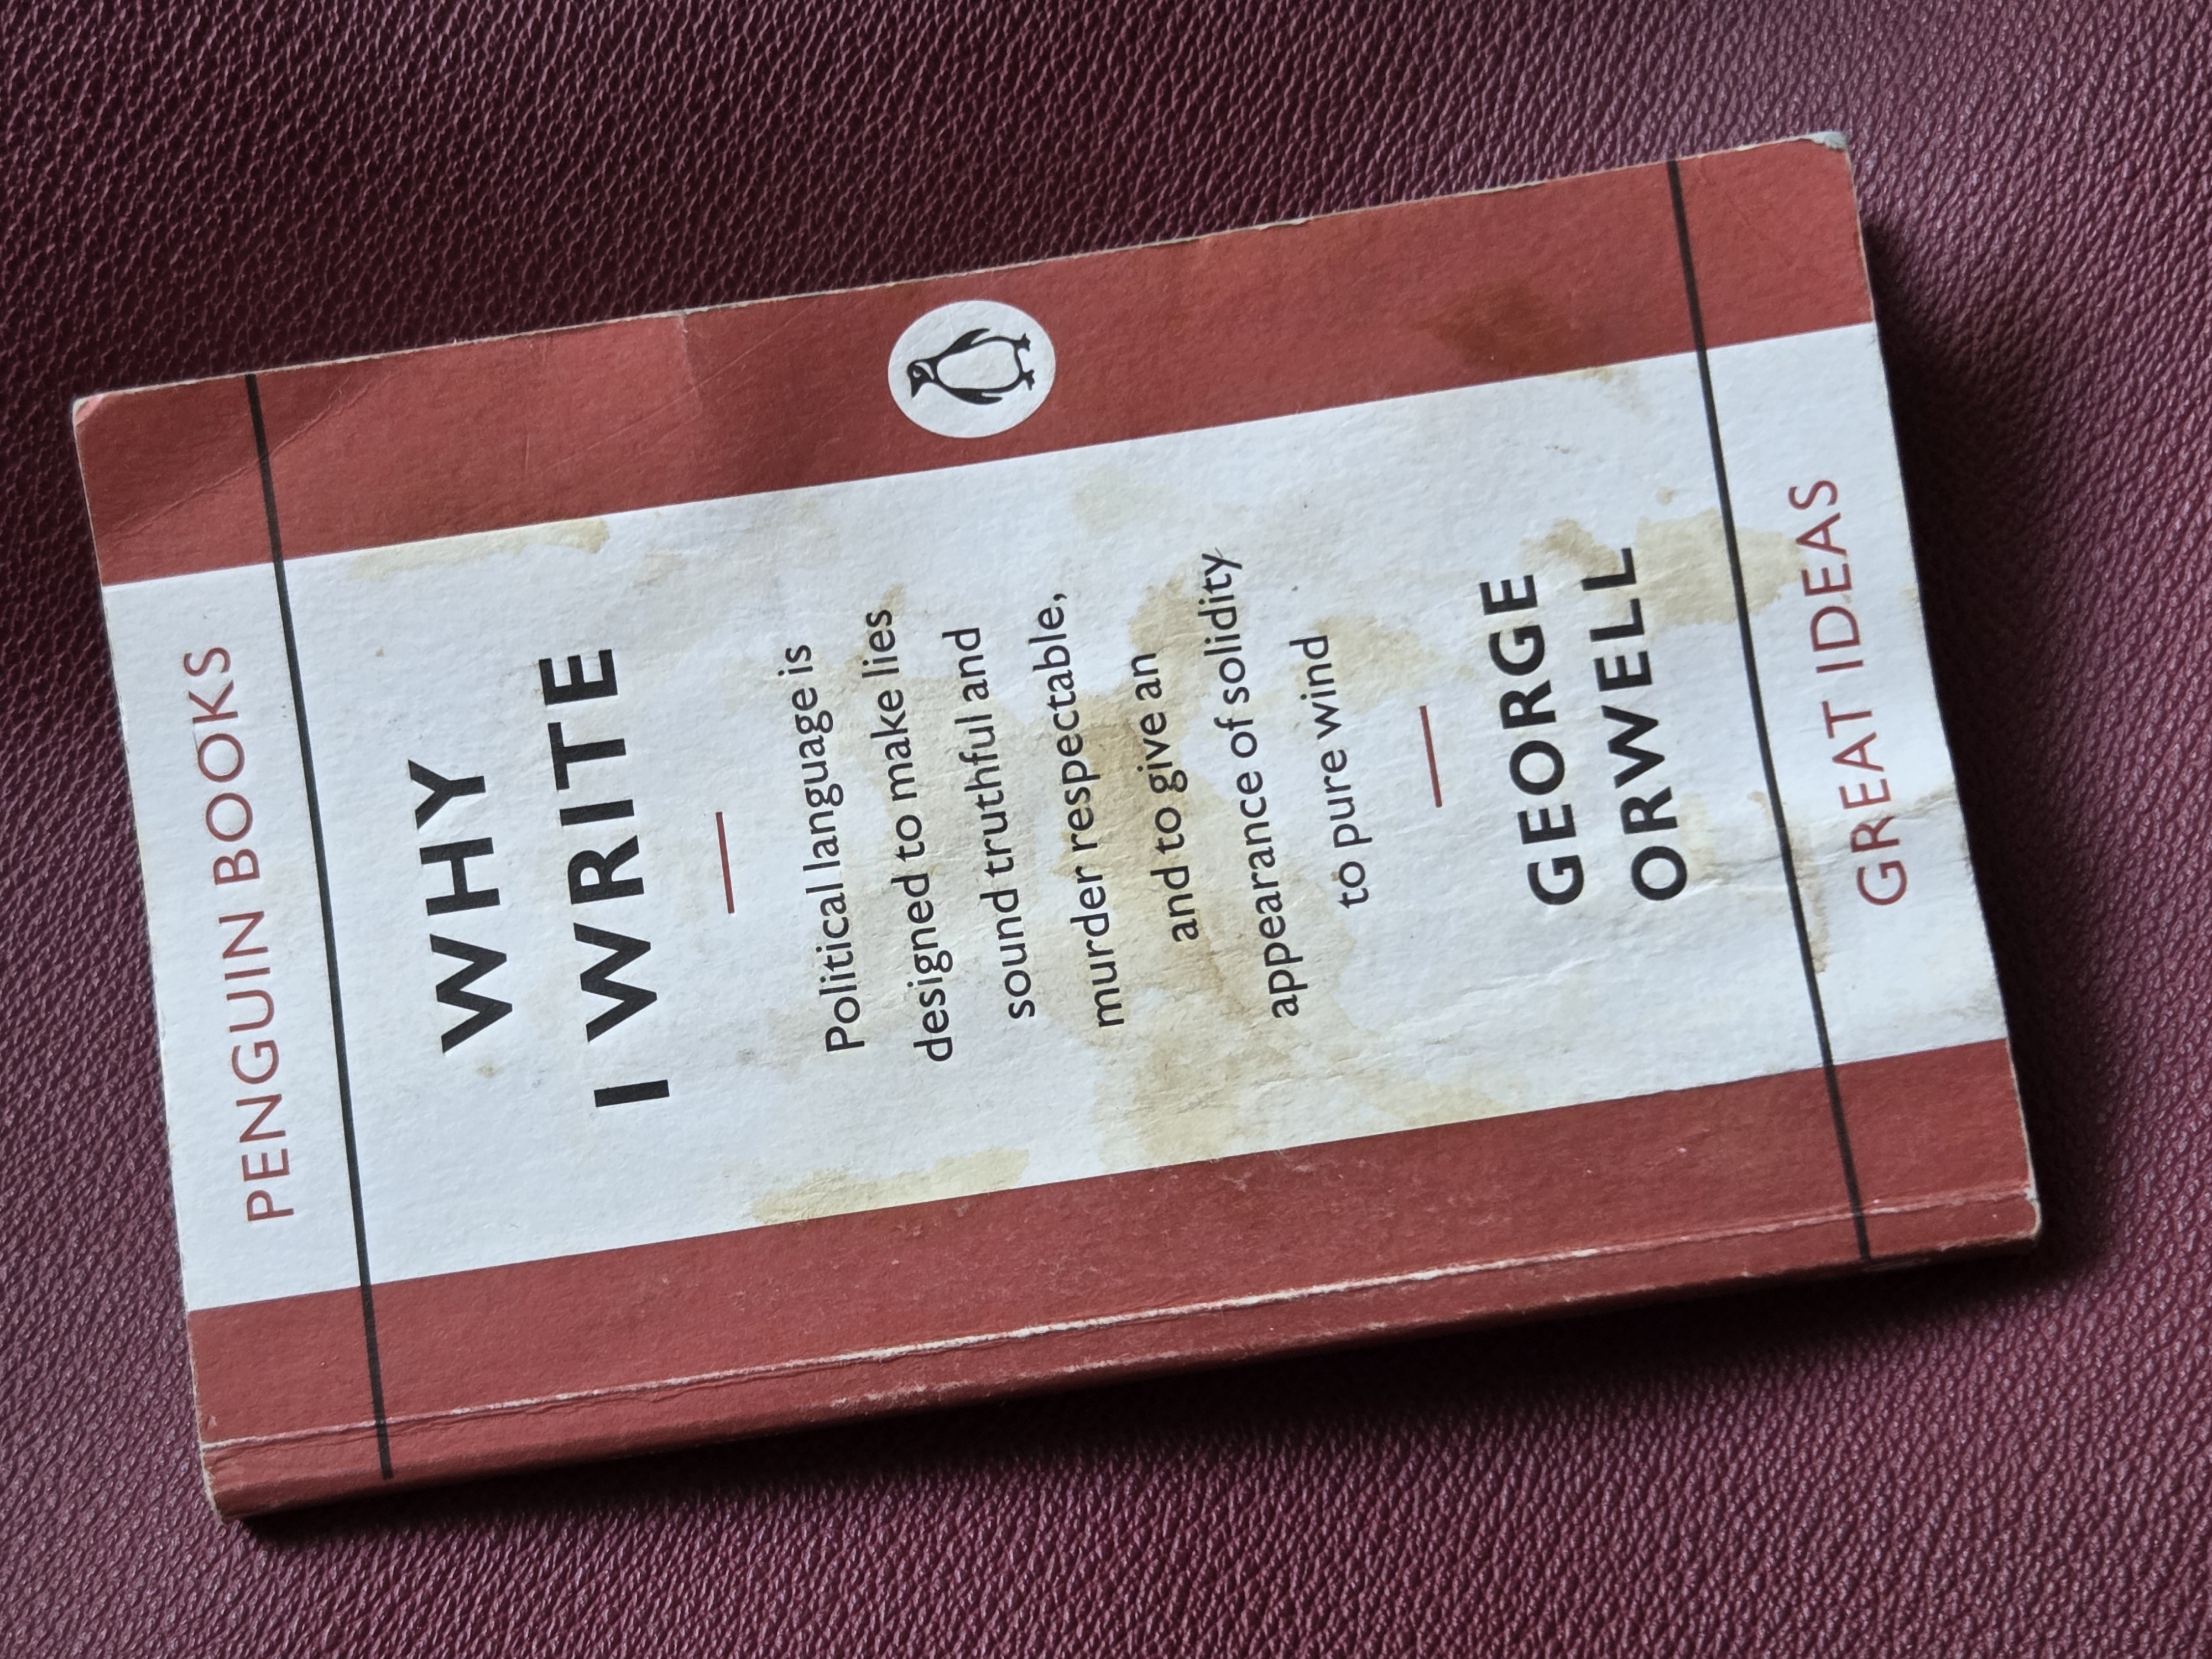 PENGUIN BOOKS
WHY
I WRITE
Political language is
designed to make lies
sound truthful and
murder respectable,
and to give an
appearance of solidity
to pure wind
GEORGE
ORWELL
GREAT IDEAS